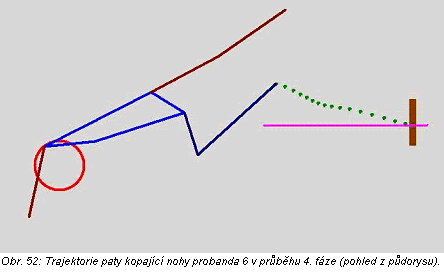 Obr. 52: Trajektorie paty kopající nohy probanda 6 v průběhu 4. fáze (pohled z půdorysu).